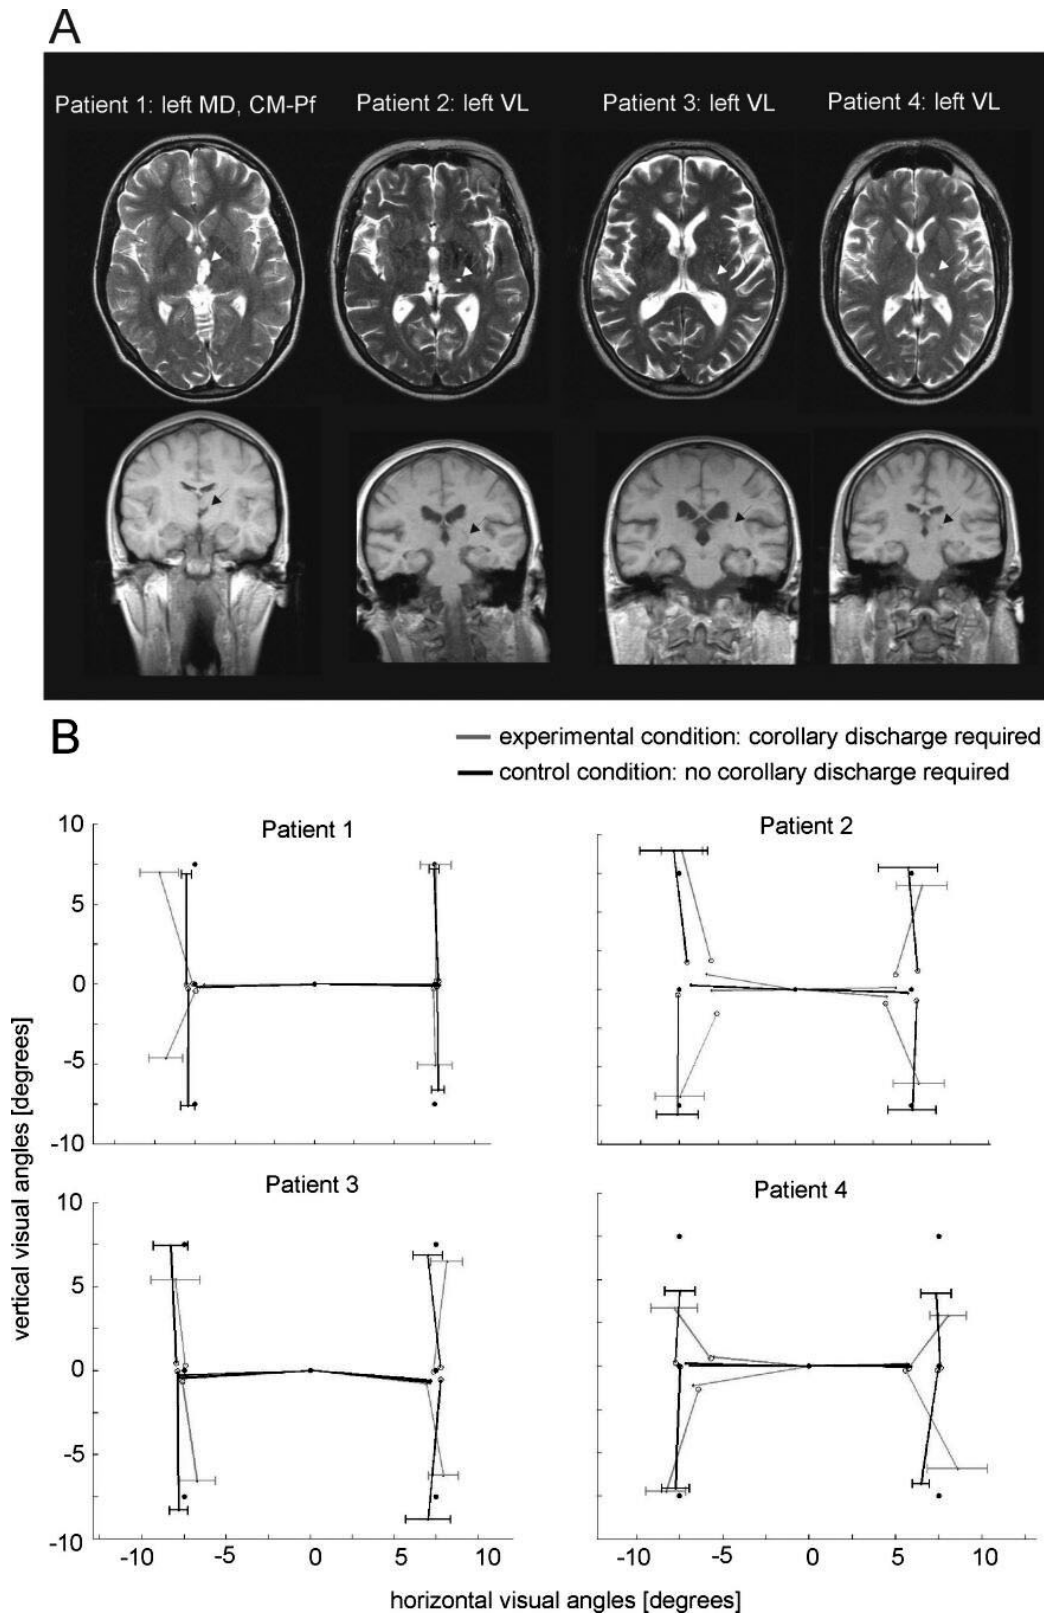 A
Patient 1: left MD, CM-Pf
Patient 2: left VL
Patient 3: left VL
Patient 4: left VL
B
experimental condition: corollary discharge required
control condition: no corollary discharge required
Patient 1
Patient 2
10
5
0
-5
-10
Patient 3
Patient 4
10
5
0
-5
-10
-10 -5 0 5 10
-10 -5 0 5 10
vertical visual angles [degrees]
horizontal visual angles [degrees]